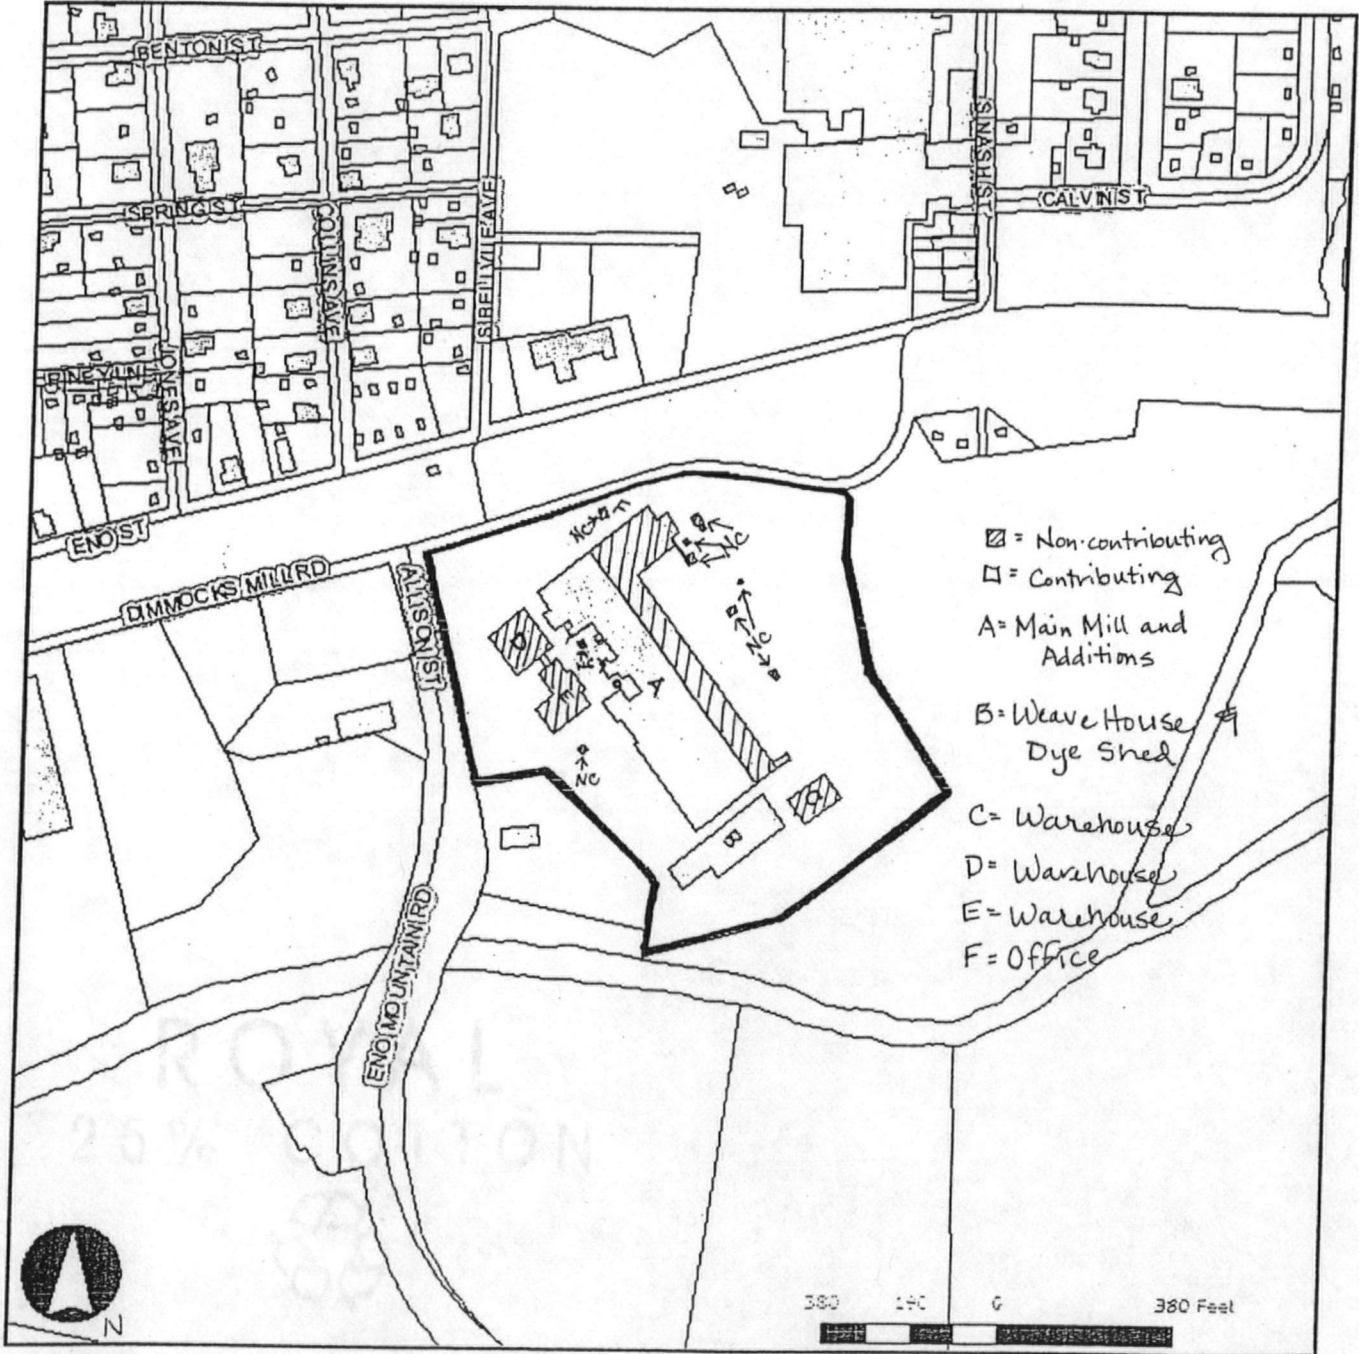 BENTON ST
SPRING ST
COLLINS AVE
SIBELLVILLE AVE
S NASH ST
CALVIN ST
PINEY LN
JONES AVE
ENO ST
DIMMOCKS MILL RD
ALLISON ST
NC
NC
NC
A
D
C
B
NC
= Non-contributing
= Contributing
A= Main Mill and
Additions
B= Weave House &
Dye Shed
C= Warehouse
D= Warehouse
E= Warehouse
F= Office
ENO MOUNTAIN RD
ROYAL
25% COTTON
N
380 190 0 380 Feet